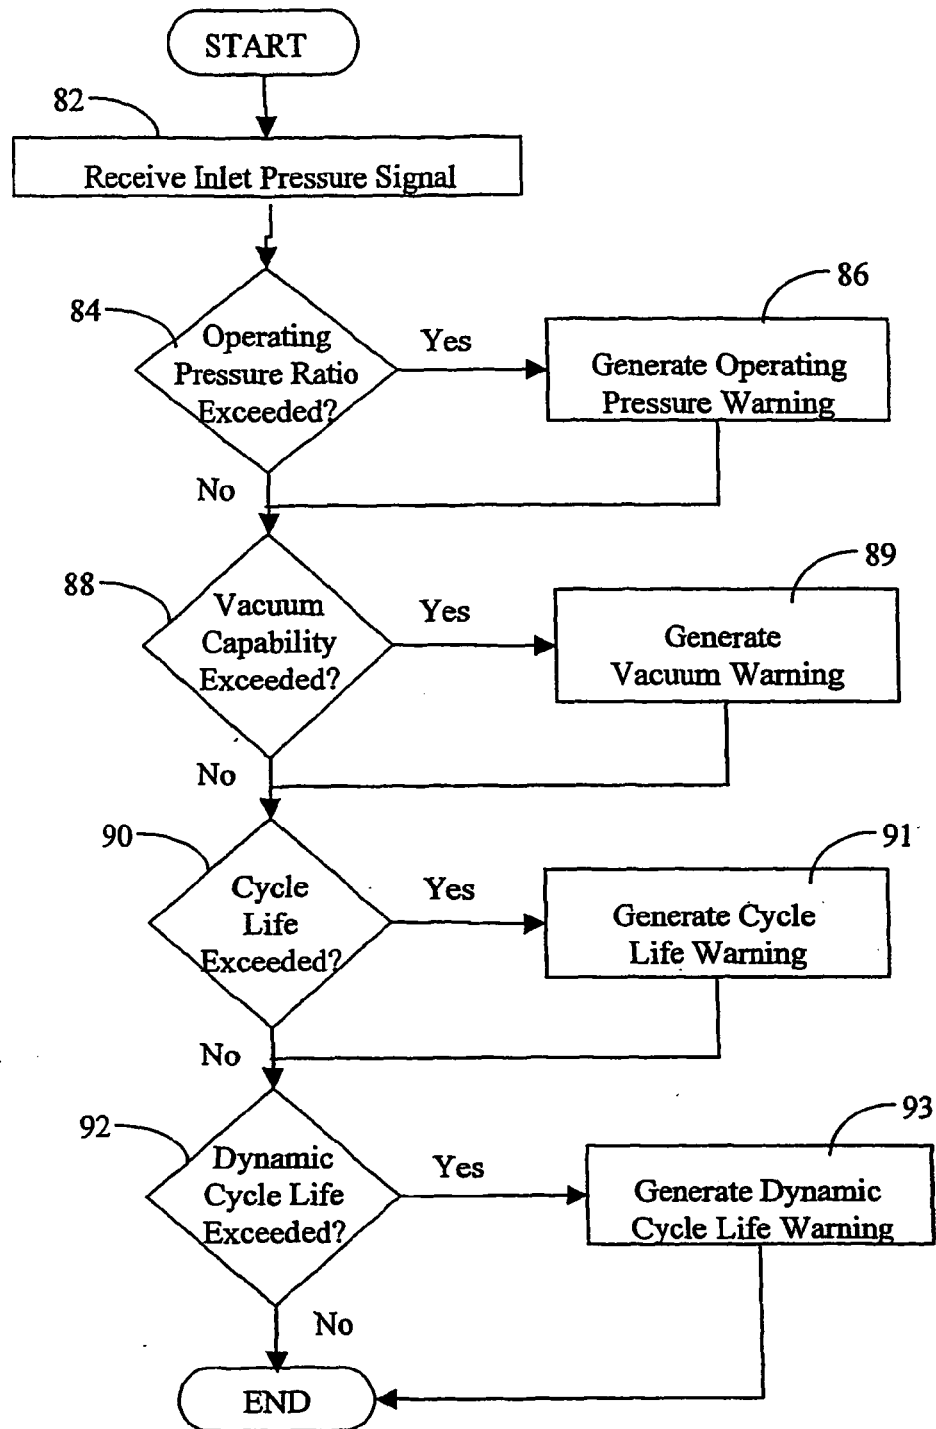 START
82
Receive Inlet Pressure Signal
84
Operating
Pressure Ratio
Exceeded?
Yes
86
Generate Operating
Pressure Warning
No
88
Vacuum
Capability
Exceeded?
Yes
89
Generate
Vacuum Warning
No
90
Cycle
Life
Exceeded?
Yes
91
Generate Cycle
Life Warning
No
92
Dynamic
Cycle Life
Exceeded?
Yes
93
Generate Dynamic
Cycle Life Warning
No
END